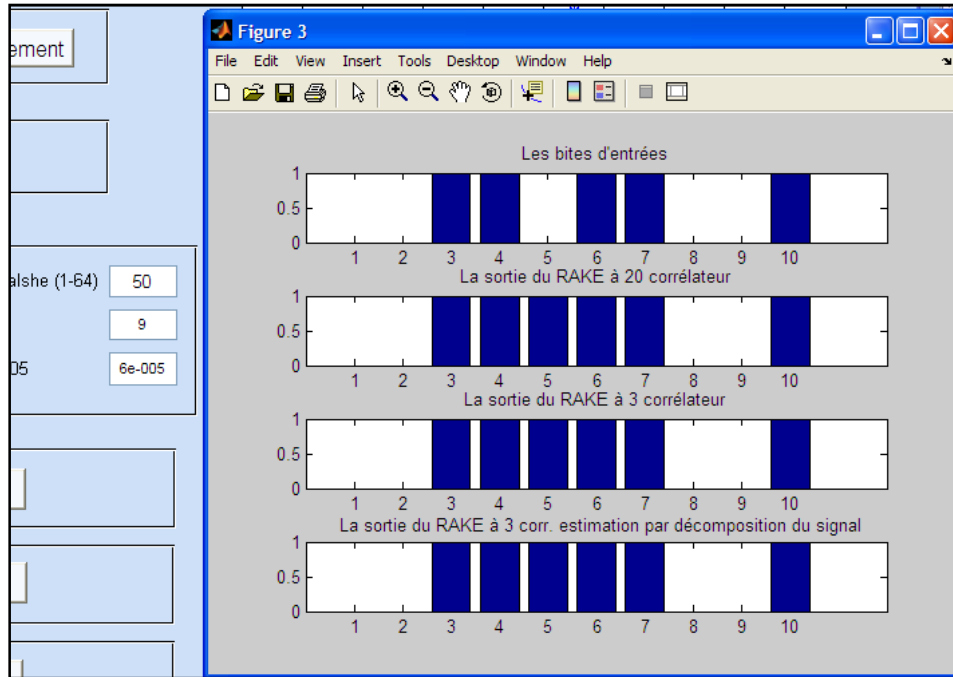 ement
alshe (1-64)
50
9
05
6e-005
Figure 3
File Edit View Insert Tools Desktop Window Help
Les bites d'entrées
1
0.5
0
1 2 3 4 5 6 7 8 9 10
La sortie du RAKE à 20 corrélateur
1
0.5
0
1 2 3 4 5 6 7 8 9 10
La sortie du RAKE à 3 corrélateur
1
0.5
0
1 2 3 4 5 6 7 8 9 10
La sortie du RAKE à 3 corr. estimation par décomposition du signal
1
0.5
0
1 2 3 4 5 6 7 8 9 10